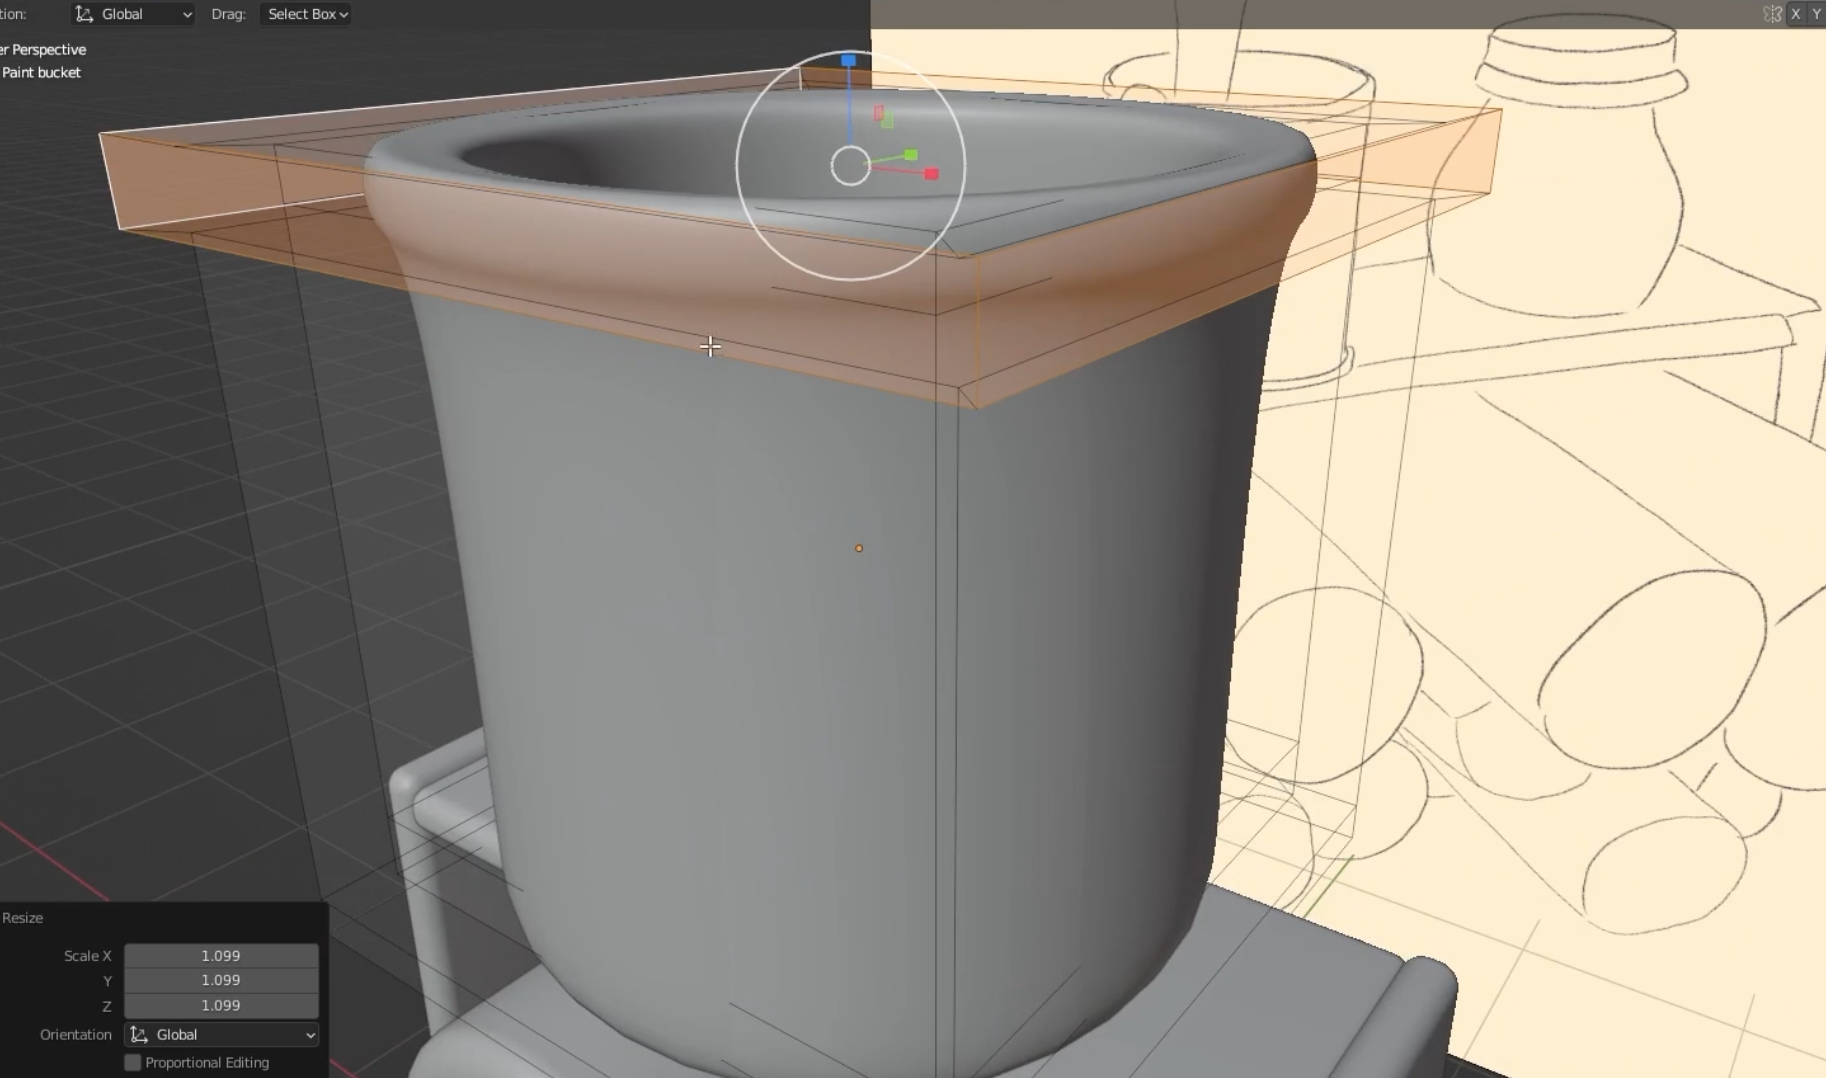 tion: Global Drag: Select Box X Y
er Perspective
Paint bucket
Resize
Scale X 1.099
Y 1.099
Z 1.099
Orientation Global
Proportional Editing